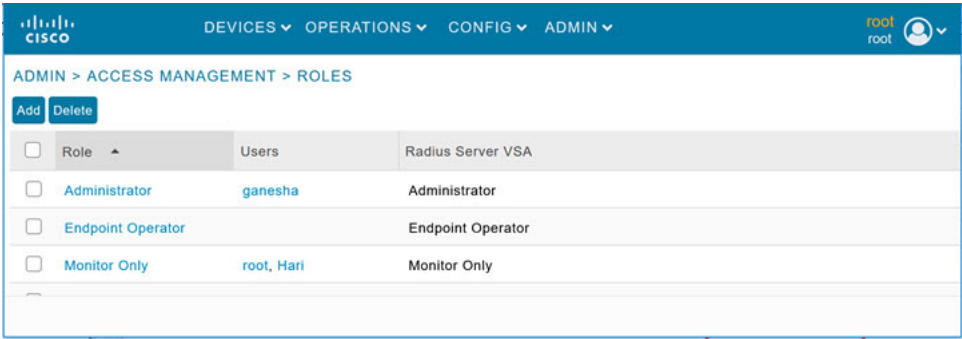 CISCO DEVICES OPERATIONS CONFIG ADMIN root
root
ADMIN > ACCESS MANAGEMENT > ROLES
Add Delete
Role Users Radius Server VSA
Administrator ganesha Administrator
Endpoint Operator Endpoint Operator
Monitor Only root, Hari Monitor Only